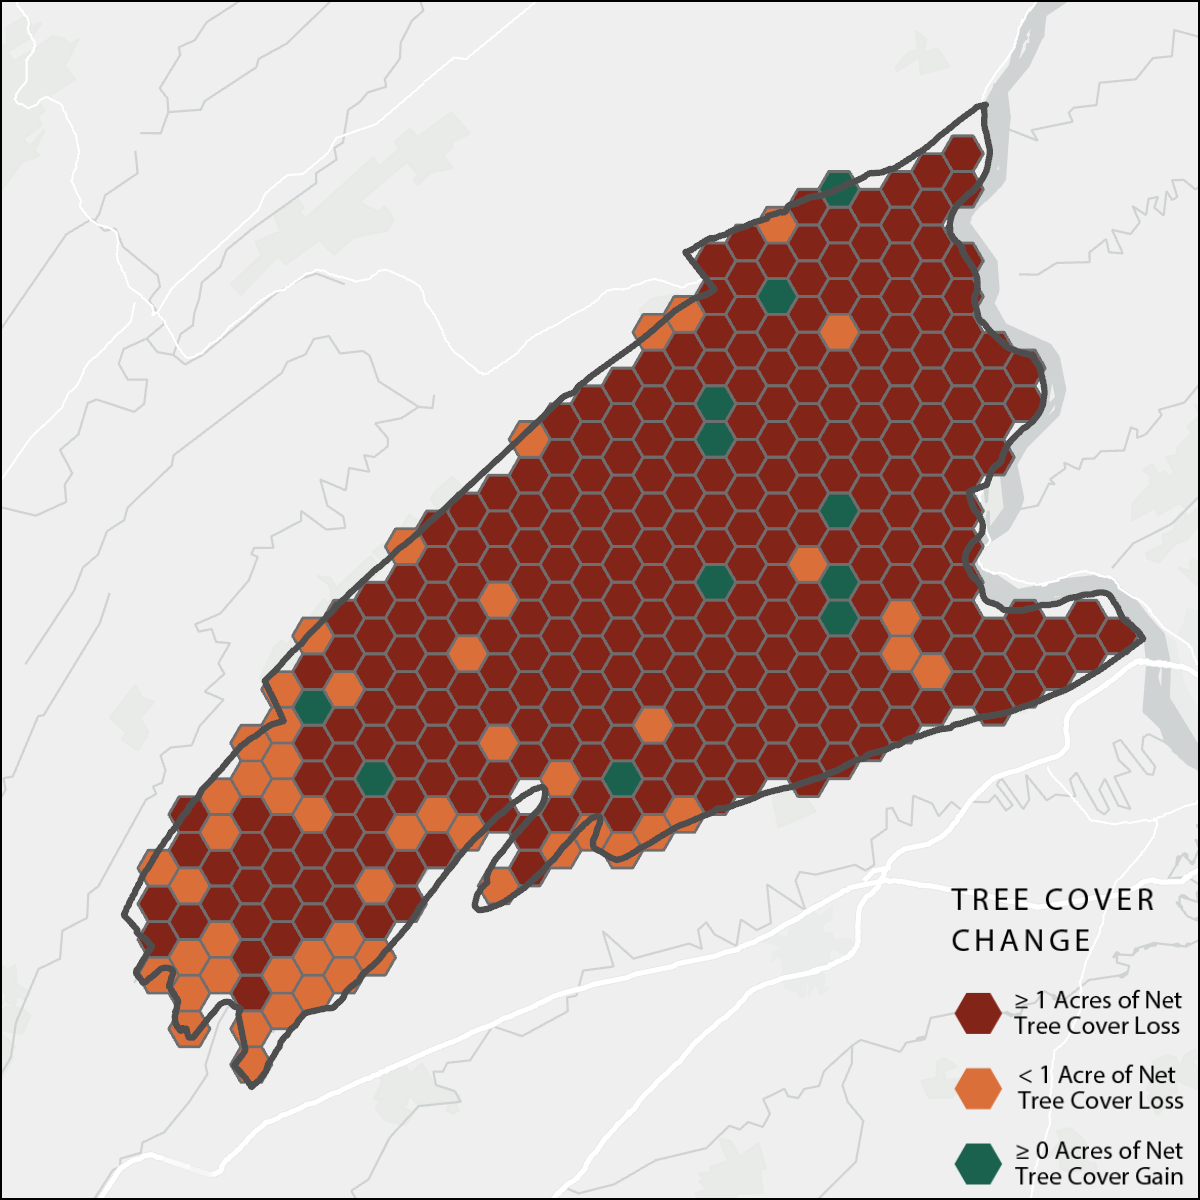 TREE COVER
CHANGE
≥ 1 Acres of Net
Tree Cover Loss
< 1 Acre of Net
Tree Cover Loss
≥ 0 Acres of Net
Tree Cover Gain